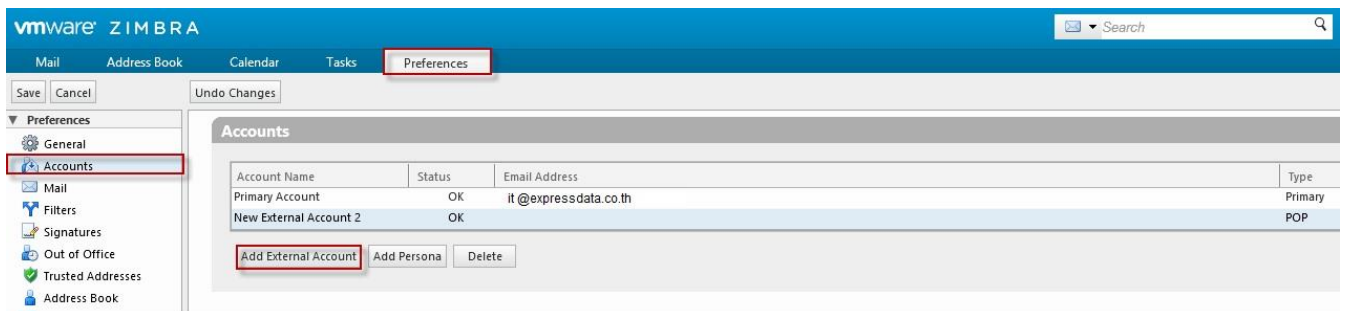 vmware ZIMBRA
Search
Mail Address Book Calendar Tasks Preferences
Save Cancel Undo Changes
Preferences
General
Accounts
Mail
Filters
Signatures
Out of Office
Trusted Addresses
Address Book
Accounts
Account Name Status Email Address Type
Primary Account OK it @expressdata.co.th Primary
New External Account 2 OK POP
Add External Account Add Persona Delete